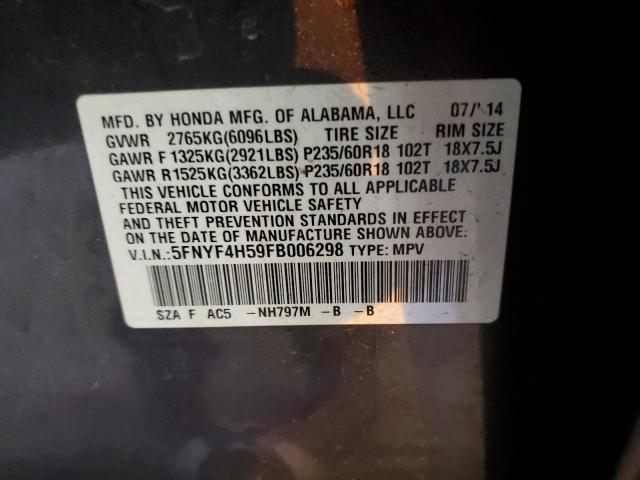 MFD. BY HONDA MFG. OF ALABAMA, LLC 07/'14
GVWR 2765KG(6096LBS) TIRE SIZE RIM SIZE
GAWR F 1325KG(2921LBS) P235/60R18 102T 18X7.5J
GAWR R1525KG(3362LBS) P235/60R18 102T 18X7.5J
THIS VEHICLE CONFORMS TO ALL APPLICABLE
FEDERAL MOTOR VEHICLE SAFETY
AND THEFT PREVENTION STANDARDS IN EFFECT
ON THE DATE OF MANUFACTURE SHOWN ABOVE.
V.I.N.:5FNYF4H59FB006298 TYPE: MPV
SZA F AC5 -NH797M -B -B